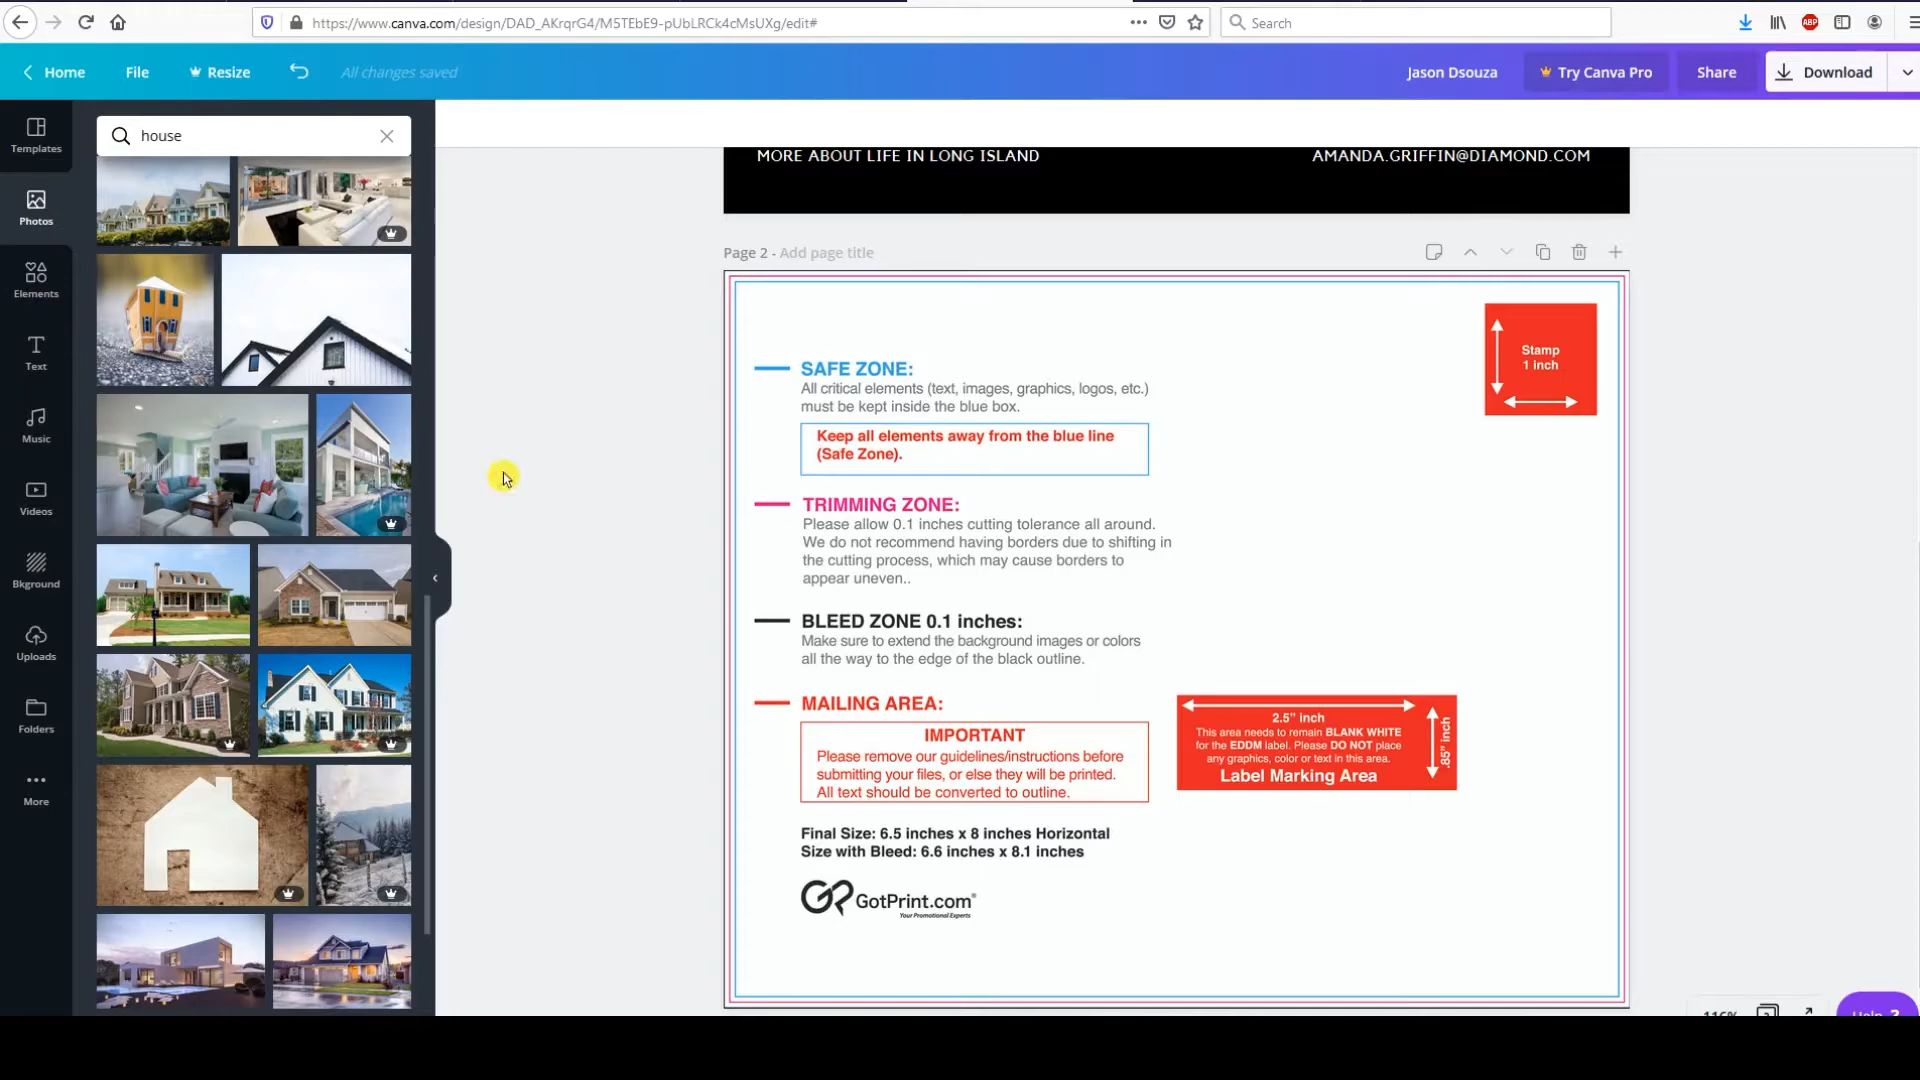 https://www.canva.com/design/DAD_AKrqrG4/M5TEbE9-pUbLRCk4cMsUXg/edit#
Search
ABP
Home
File
Resize
All changes saved
Jason Dsouza
Try Canva Pro
Share
Download
Templates
Photos
Elements
Text
Music
Videos
Bkground
Uploads
Folders
More
house
MORE ABOUT LIFE IN LONG ISLAND
AMANDA.GRIFFIN@DIAMOND.COM
Page 2 - Add page title
Stamp
1 inch
SAFE ZONE:
All critical elements (text, images, graphics, logos, etc.)
must be kept inside the blue box.
Keep all elements away from the blue line
(Safe Zone).
TRIMMING ZONE:
Please allow 0.1 inches cutting tolerance all around.
We do not recommend having borders due to shifting in
the cutting process, which may cause borders to
appear uneven..
BLEED ZONE 0.1 inches:
Make sure to extend the background images or colors
all the way to the edge of the black outline.
MAILING AREA:
IMPORTANT
Please remove our guidelines/instructions before
submitting your files, or else they will be printed.
All text should be converted to outline.
2.5" inch
This area needs to remain BLANK WHITE
for the EDDM label. Please DO NOT place
any graphics, color or text in this area.
Label Marking Area
.85" inch
Final Size: 6.5 inches x 8 inches Horizontal
Size with Bleed: 6.6 inches x 8.1 inches
GotPrint.com®
Your Promotional Experts
116%
Help ?